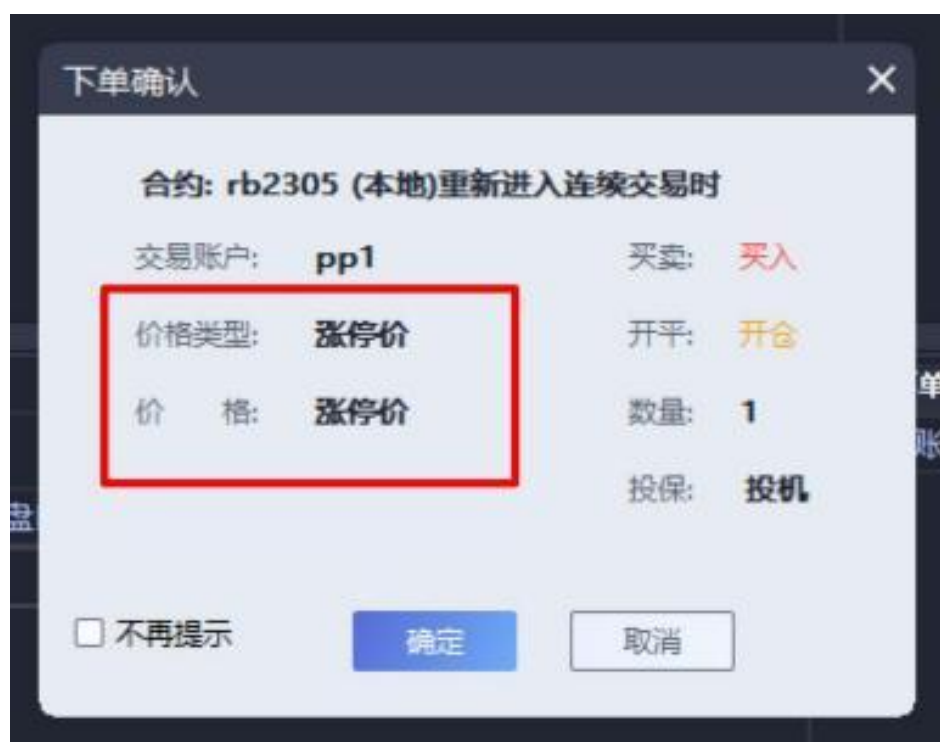 下单确认
合约: rb2305 (本地)重新进入连续交易时
交易账户: pp1 买卖: 买入
价格类型: 涨停价 开平: 开仓
价 格: 涨停价 数量: 1
投保: 投机
不再提示 确定 取消
单
账
盘